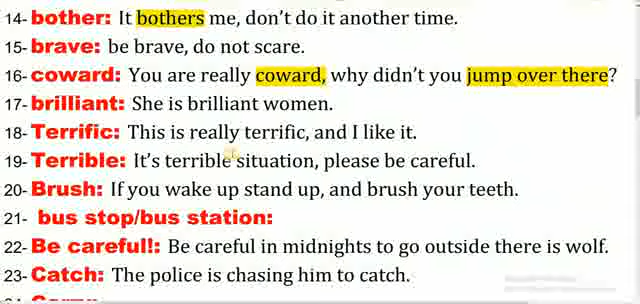 14- bother: It bothers me, don't do it another time.
15- brave: be brave, do not scare.
16- coward: You are really coward, why didn't you jump over there?
17- brilliant: She is brilliant women.
18- Terrific: This is really terrific, and I like it.
19- Terrible: It's terrible situation, please be careful.
20- Brush: If you wake up stand up, and brush your teeth.
21- bus stop/bus station:
22- Be careful!: Be careful in midnights to go outside there is wolf.
23- Catch: The police is chasing him to catch.